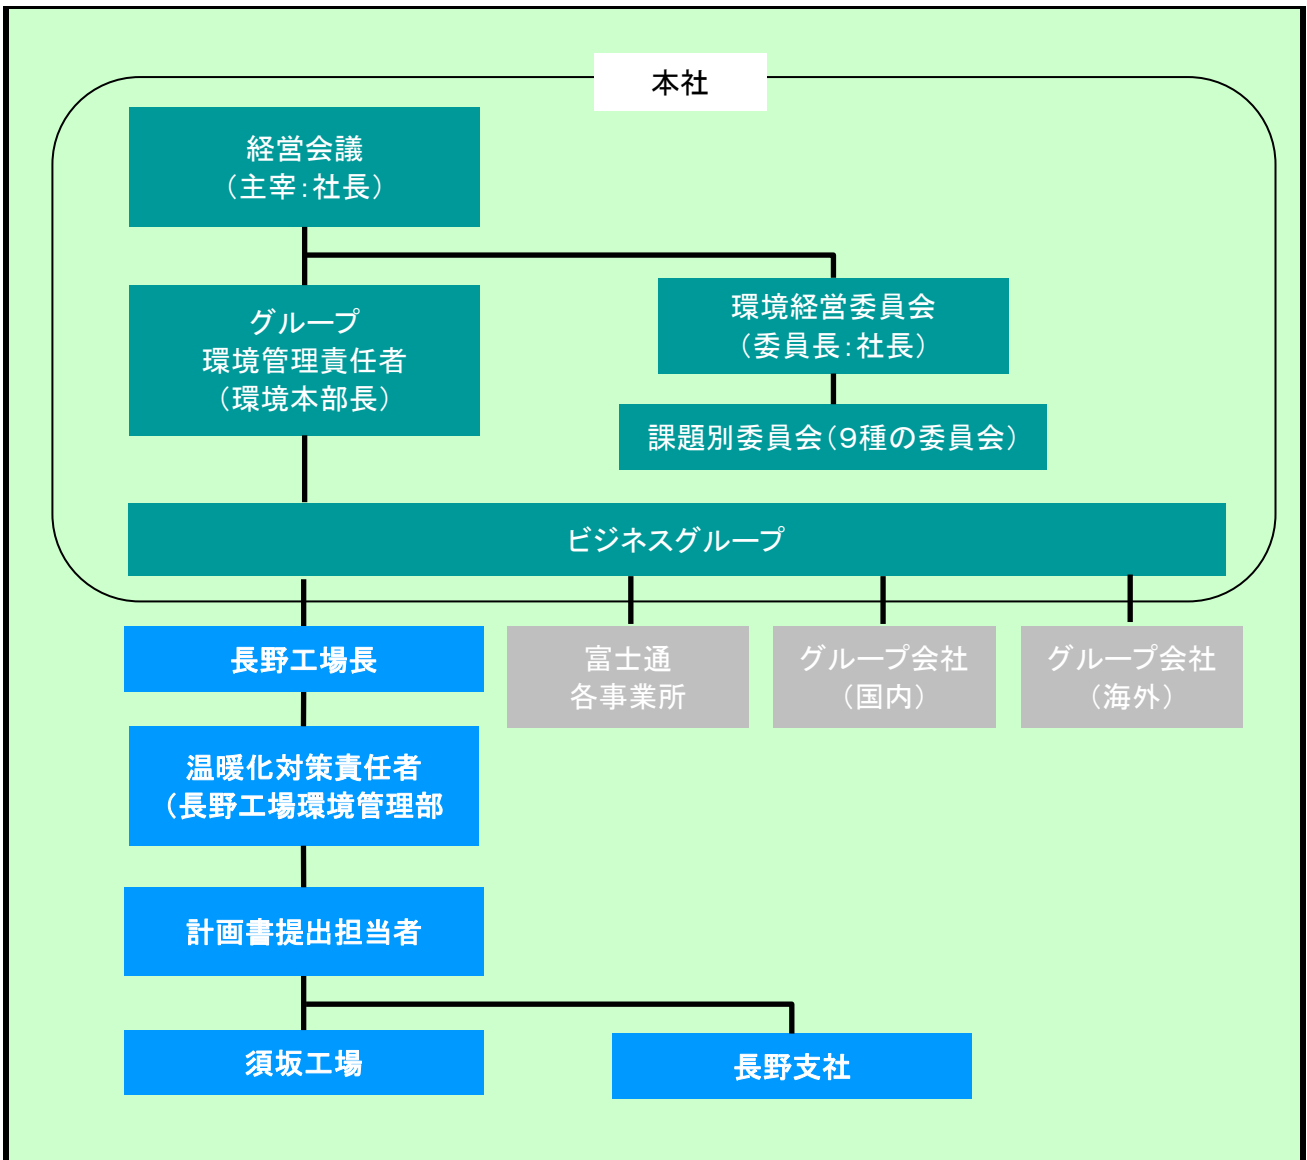 本社
経営会議
（主宰：社長）
グループ
環境管理責任者
（環境本部長）
環境経営委員会
（委員長：社長）
課題別委員会（９種の委員会）
ビジネスグループ
長野工場長
富士通
各事業所
グループ会社
（国内）
グループ会社
（海外）
温暖化対策責任者
（長野工場環境管理部
計画書提出担当者
須坂工場
長野支社